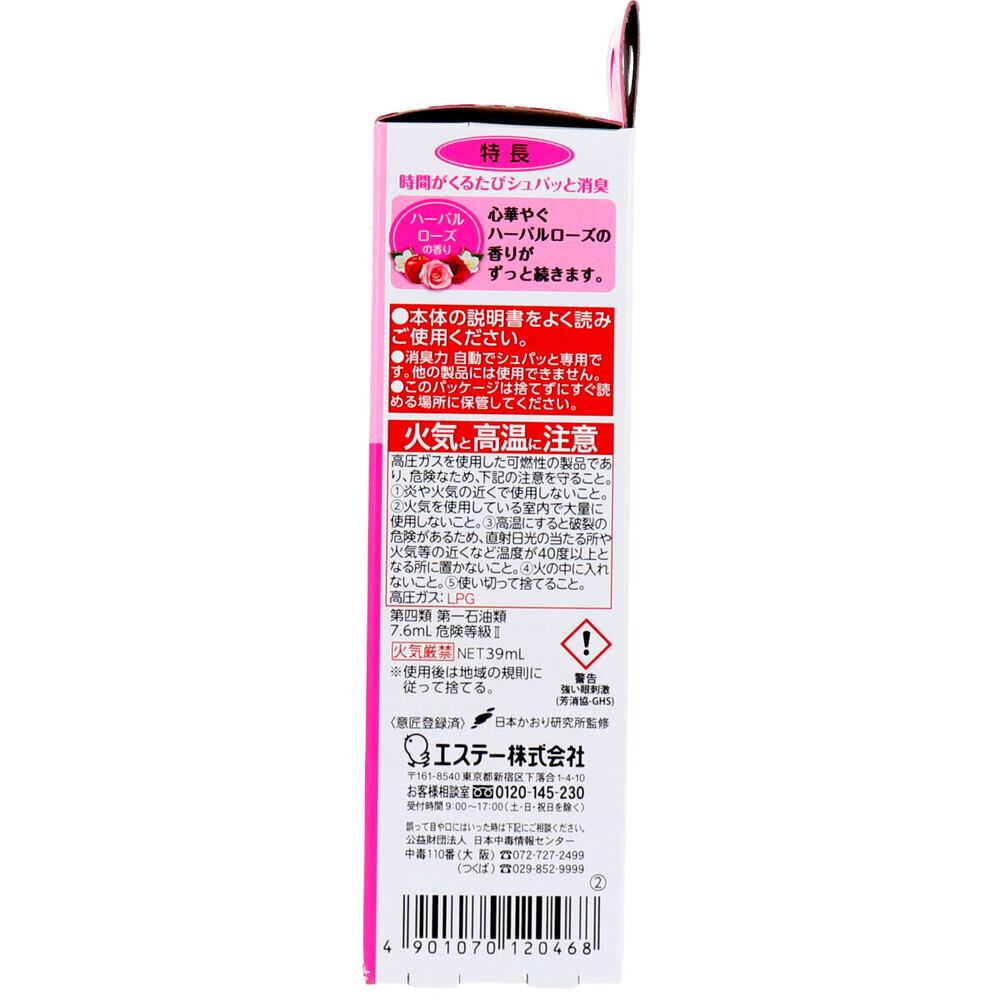 特長
時間がくるたびシュパッと消臭
ハーバル
ローズ
の香り
心華やぐ
ハーバルローズの
香りが
ずっと続きます。
●本体の説明書をよく読み
ご使用ください。
●消臭力 自動でシュパッと専用で
す。他の製品には使用できません。
●このパッケージは捨てずにすぐ読
める場所に保管してください。
火気と高温に注意
高圧ガスを使用した可燃性の製品であ
り、危険なため、下記の注意を守ること。
①炎や火気の近くで使用しないこと。
②火気を使用している室内で大量に
使用しないこと。③高温にすると破裂の
危険があるため、直射日光の当たる所や
火気等の近くなど温度が40度以上と
なる所に置かないこと。④火の中に入れ
ないこと。⑤使い切って捨てること。
高圧ガス：LPG
第四類 第一石油類
7.6mL 危険等級Ⅱ
火気厳禁 NET39mL
※使用後は地域の規則に
従って捨てる。
警告
強い眼刺激
(芳消協-GHS)
〈意匠登録済〉 日本かおり研究所監修
エステー株式会社
〒161-8540 東京都新宿区下落合1-4-10
お客様相談室 0120-145-230
受付時間 9:00〜17:00（土・日・祝日を除く）
誤って目や口にはいった時は下記にご相談ください。
公益財団法人 日本中毒情報センター
中毒110番（大 阪） ☎072-727-2499
（つくば） ☎029-852-9999
②
4 901070 120468